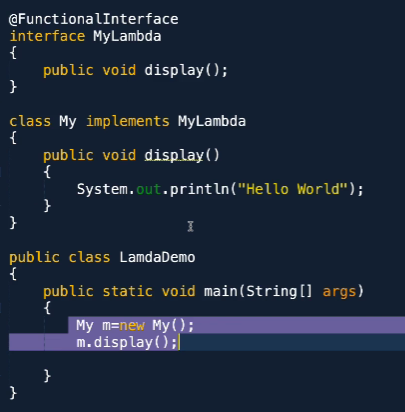 @FunctionalInterface
interface MyLambda
{
    public void display();
}
class My implements MyLambda
{
    public void display()
    {
        System.out.println("Hello World");
    }
}
public class LamdaDemo
{
    public static void main(String[] args)
    {
        My m=new My();
        m.display();
    }
}